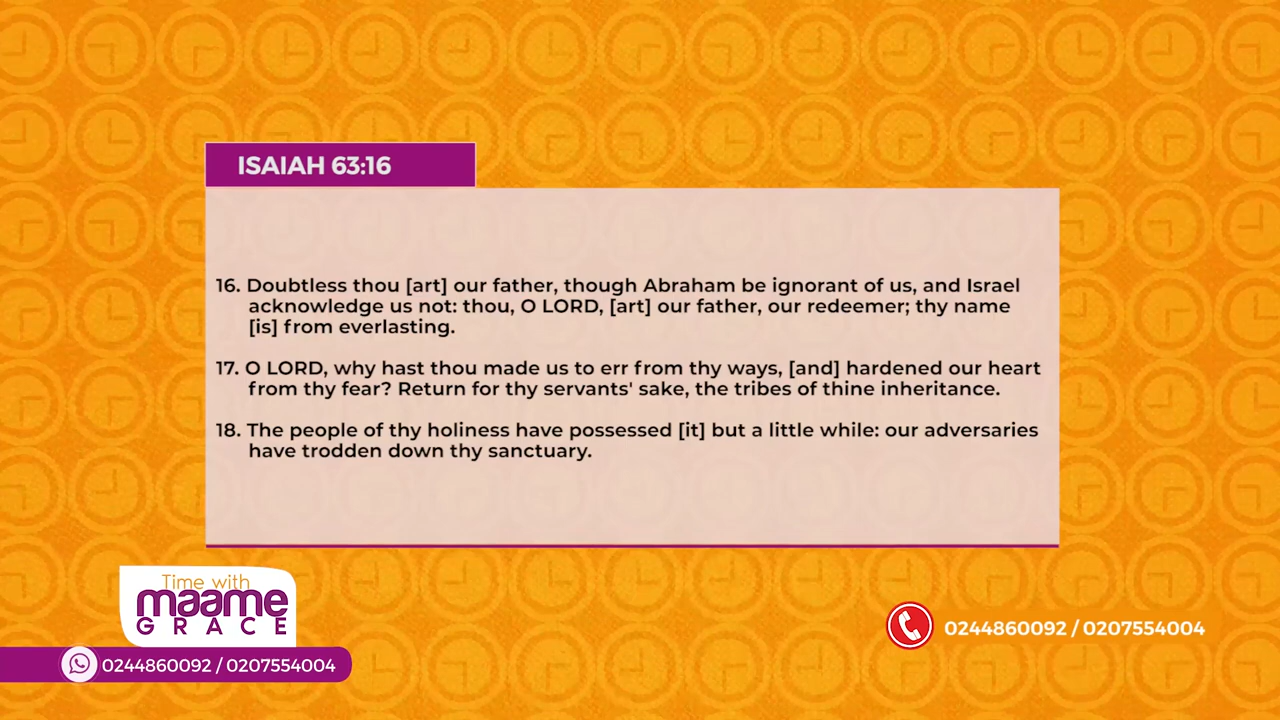 ISAIAH 63:16
16. Doubtless thou [art] our father, though Abraham be ignorant of us, and Israel
acknowledge us not: thou, O LORD, [art] our father, our redeemer; thy name
[is] from everlasting.
17. O LORD, why hast thou made us to err from thy ways, [and] hardened our heart
from thy fear? Return for thy servants' sake, the tribes of thine inheritance.
18. The people of thy holiness have possessed [it] but a little while: our adversaries
have trodden down thy sanctuary.
Time with
maame
GRACE
0244860092 / 0207554004
0244860092 / 0207554004